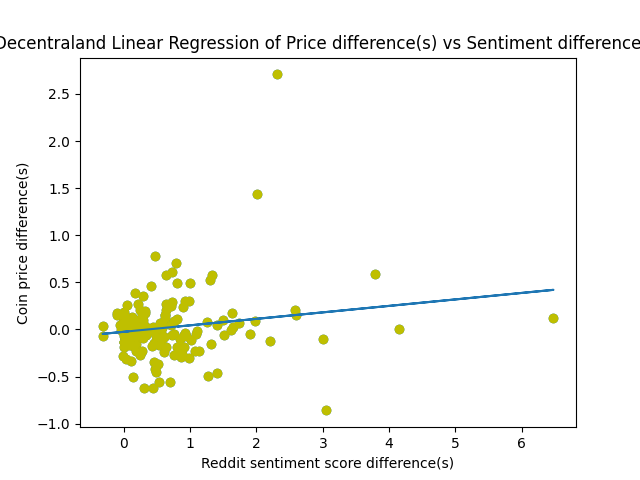 Decentraland Linear Regression of Price difference(s) vs Sentiment difference
Coin price difference(s)
2.5
2.0
1.5
1.0
0.5
0.0
−0.5
−1.0
0 1 2 3 4 5 6
Reddit sentiment score difference(s)